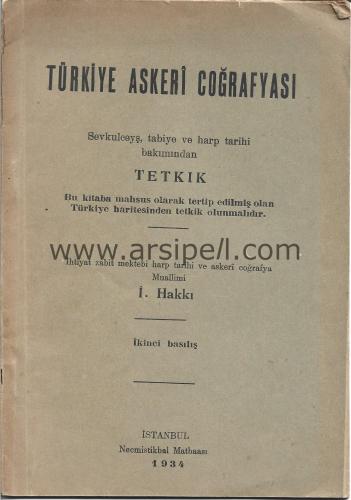 TÜRKİYE ASKERÎ COĞRAFYASI
Sevkulceyş, tabiye ve harp tarihi
bakımından
TETKIK
Bu kitaba mahsus olarak tertip edilmiş olan
Türkiye haritesinden tetkik olunmalıdır.
www.arsipell.com
İhtiyat zabit mektebi harp tarihi ve askerî coğrafya
Muallimi
İ. Hakkı
İkinci basılış
İSTANBUL
Necmistikbal Matbaası
1934